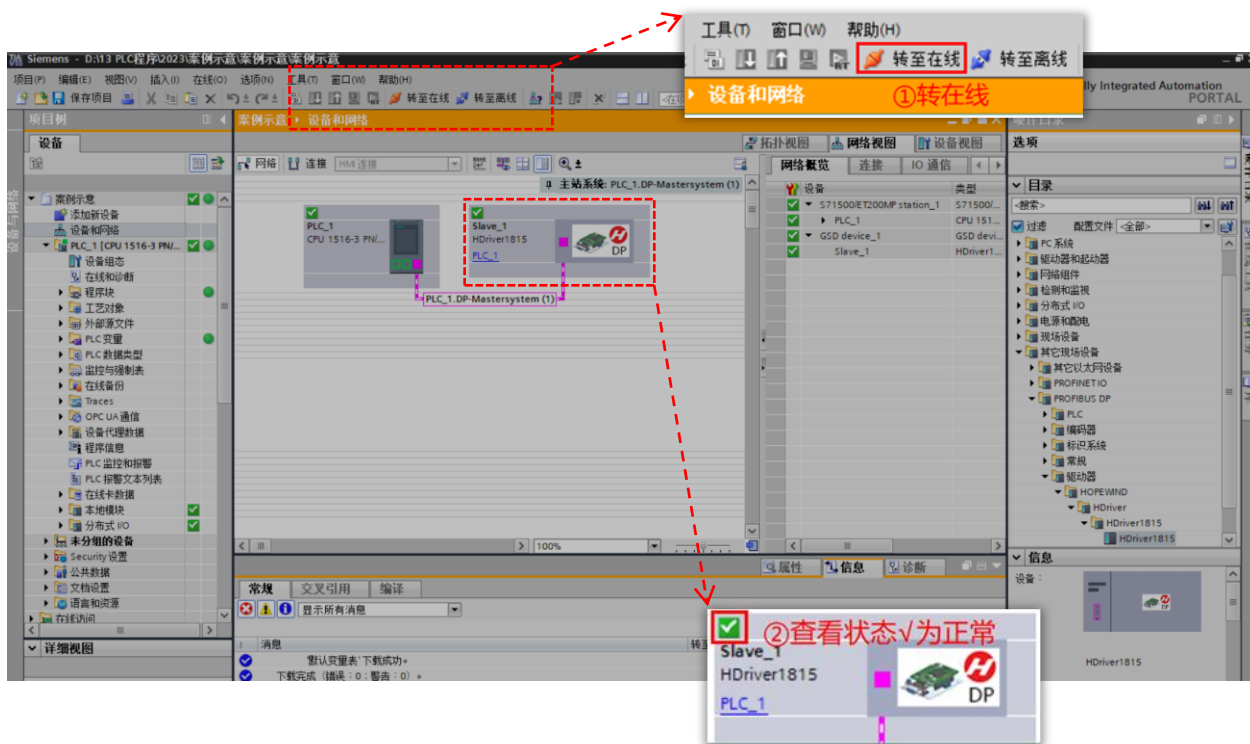 工具(T) 窗口(W) 帮助(H)
转至在线 转至离线
设备和网络
①转在线
Siemens - D:\13 PLC程序\2023\案例示意\案例示意\案例示意
项目(P) 编辑(E) 视图(V) 插入(I) 在线(O) 选项(N) 工具(T) 窗口(W) 帮助(H)
保存项目 转至在线 转至离线
lly Integrated Automation
PORTAL
项目树
案例示意 设备和网络
设备
拓扑视图 网络视图 设备视图
选项
网络 连接 HMI 连接
网络概览 连接 IO 通信
主站系统: PLC_1.DP-Mastersystem (1)
目录
<搜索>
过滤 配置文件 <全部>
案例示意
添加新设备
设备和网络
PLC_1 [CPU 1516-3 PN/...
设备组态
在线和诊断
程序块
工艺对象
外部源文件
PLC 变量
PLC 数据类型
监控与强制表
在线备份
Traces
OPC UA 通信
设备代理数据
程序信息
PLC 监控和报警
PLC 报警文本列表
在线卡数据
本地模块
分布式 I/O
未分组的设备
Security 设置
公共数据
文档设置
语言和资源
在线访问
详细视图
PLC_1
CPU 1516-3 PN/...
Slave_1
HDriver1815
PLC_1
DP
PLC_1.DP-Mastersystem (1)
100%
设备 类型
S71500/ET200MP station_1 S71500/...
PLC_1 CPU 151...
GSD device_1 GSD devi...
Slave_1 HDriver1...
PC 系统
驱动器和起动器
网络组件
检测和监视
分布式 I/O
电源和配电
现场设备
其它现场设备
其它以太网设备
PROFINET IO
PROFIBUS DP
PLC
编码器
标识系统
常规
驱动器
HOPEWIND
HDriver
HDriver1815
HDriver1815
信息
设备:
DP
HDriver1815
属性 信息 诊断
常规 交叉引用 编译
显示所有消息
! 消息 转至
'默认变量表'下载成功。
下载完成(错误:0;警告:0)。
②查看状态√为正常
Slave_1
HDriver1815
PLC_1
DP